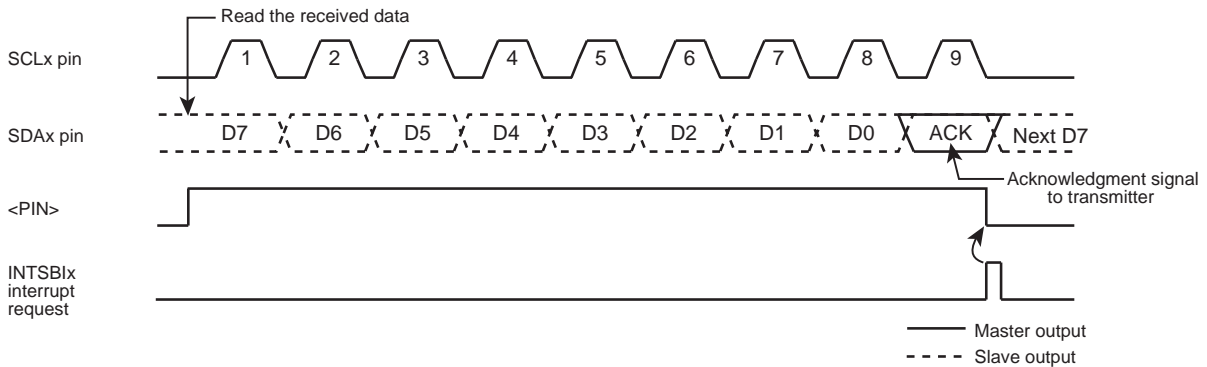 Read the received data
SCLx pin
1 2 3 4 5 6 7 8 9
SDAx pin
D7 D6 D5 D4 D3 D2 D1 D0 ACK Next D7
Acknowledgment signal
to transmitter
<PIN>
INTSBIx
interrupt
request
Master output
Slave output